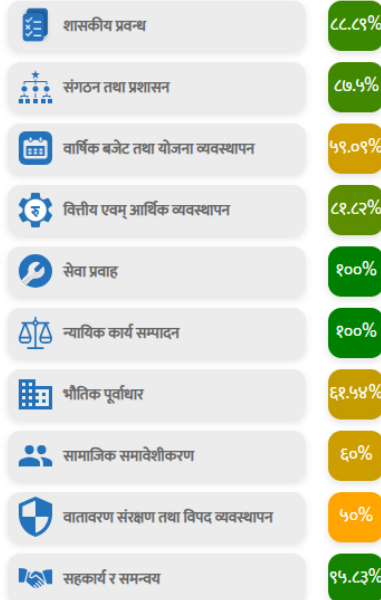 शासकीय प्रवन्ध ८८.८९%
संगठन तथा प्रशासन ८७.५%
वार्षिक बजेट तथा योजना व्यवस्थापन ५९.०९%
रु वित्तीय एवम् आर्थिक व्यवस्थापन ८१.८२%
सेवा प्रवाह १००%
न्यायिक कार्य सम्पादन १००%
भौतिक पूर्वाधार ६१.५४%
सामाजिक समावेशीकरण ६०%
वातावरण संरक्षण तथा विपद व्यवस्थापन ५०%
सहकार्य र समन्वय ९५.८३%